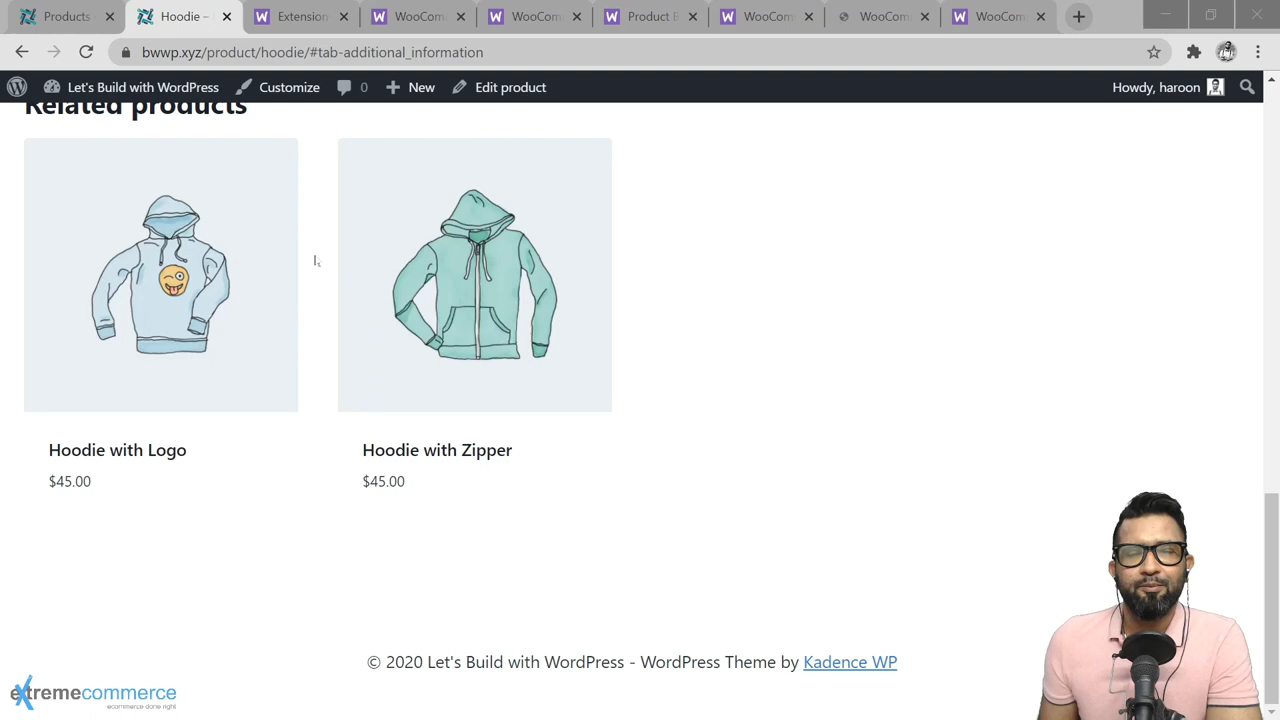 Products
Hoodie –
Extension
WooCom
WooCom
Product B
WooCom
WooCom
WooCom
bwwp.xyz/product/hoodie/#tab-additional_information
Let's Build with WordPress
Customize
0
New
Edit product
Howdy, haroon
Related products
Hoodie with Logo
Hoodie with Zipper
$45.00
$45.00
© 2020 Let's Build with WordPress - WordPress Theme by Kadence WP
extremecommerce
ecommerce done right